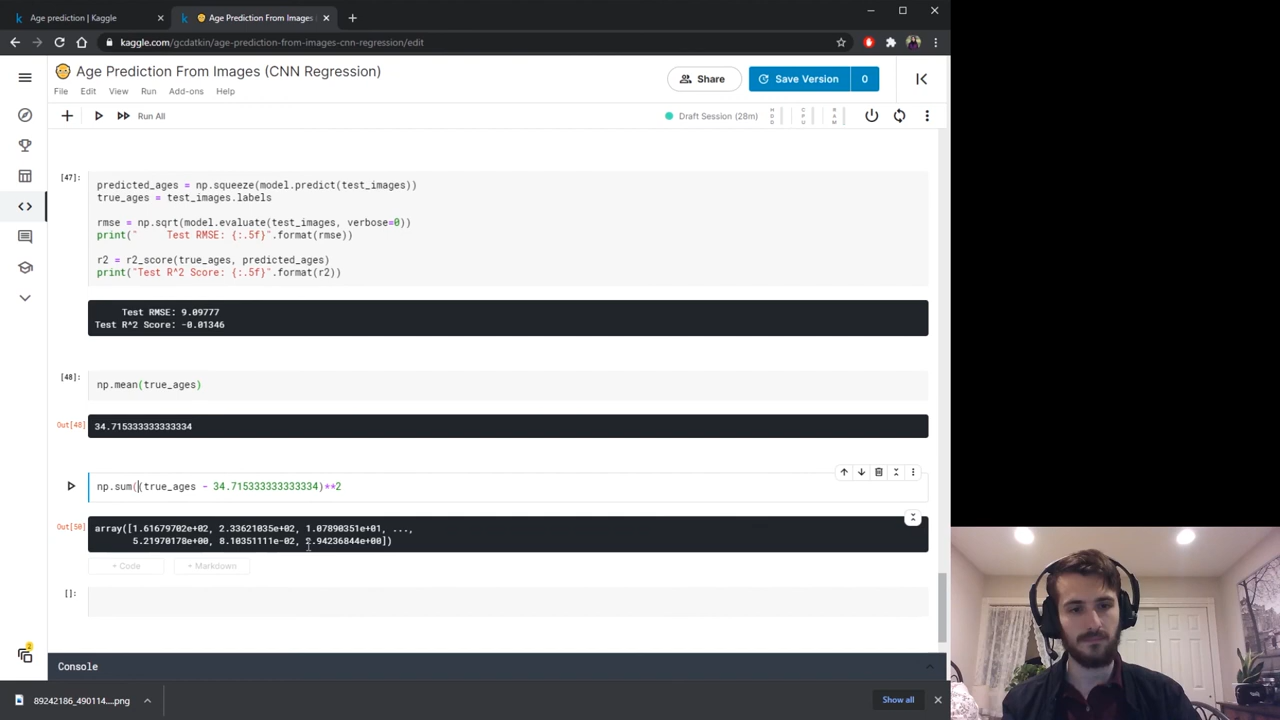 Age prediction | Kaggle
Age Prediction From Images
kaggle.com/gcdatkin/age-prediction-from-images-cnn-regression/edit
Age Prediction From Images (CNN Regression)
Share
Save Version
0
File
Edit
View
Run
Add-ons
Help
Run All
Draft Session (28m)
HDD
CPU
RAM
[47]:
predicted_ages = np.squeeze(model.predict(test_images))
true_ages = test_images.labels
rmse = np.sqrt(model.evaluate(test_images, verbose=0))
print("     Test RMSE: {:.5f}".format(rmse))
r2 = r2_score(true_ages, predicted_ages)
print("Test R^2 Score: {:.5f}".format(r2))
Test RMSE: 9.09777
Test R^2 Score: -0.01346
[48]:
np.mean(true_ages)
Out[48]
34.715333333333334
np.sum((true_ages - 34.715333333333334)**2
Out[50]
array([1.61679702e+02, 2.33621035e+02, 1.07890351e+01, ...,
5.21970178e+00, 8.10351111e-02, 2.94236844e+00])
+ Code
+ Markdown
[]:
Console
2
89242186_490114....png
Show all